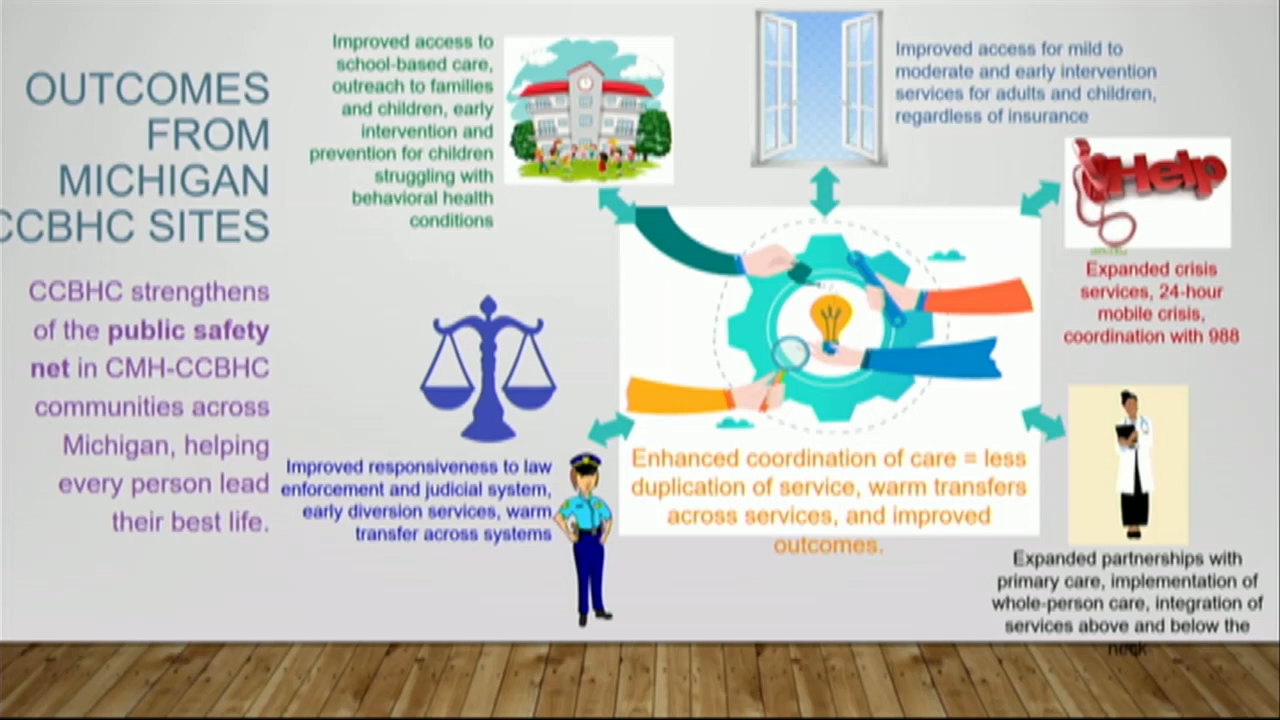 OUTCOMES
FROM
MICHIGAN
CCBHC SITES
CCBHC strengthens
of the public safety
net in CMH-CCBHC
communities across
Michigan, helping
every person lead
their best life.
Improved access to
school-based care,
outreach to families
and children, early
intervention and
prevention for children
struggling with
behavioral health
conditions
Improved access for mild to
moderate and early intervention
services for adults and children,
regardless of insurance
Help
Expanded crisis
services, 24-hour
mobile crisis,
coordination with 988
Improved responsiveness to law
enforcement and judicial system,
early diversion services, warm
transfer across systems
Enhanced coordination of care = less
duplication of service, warm transfers
across services, and improved
outcomes.
Expanded partnerships with
primary care, implementation of
whole-person care, integration of
services above and below the
neck